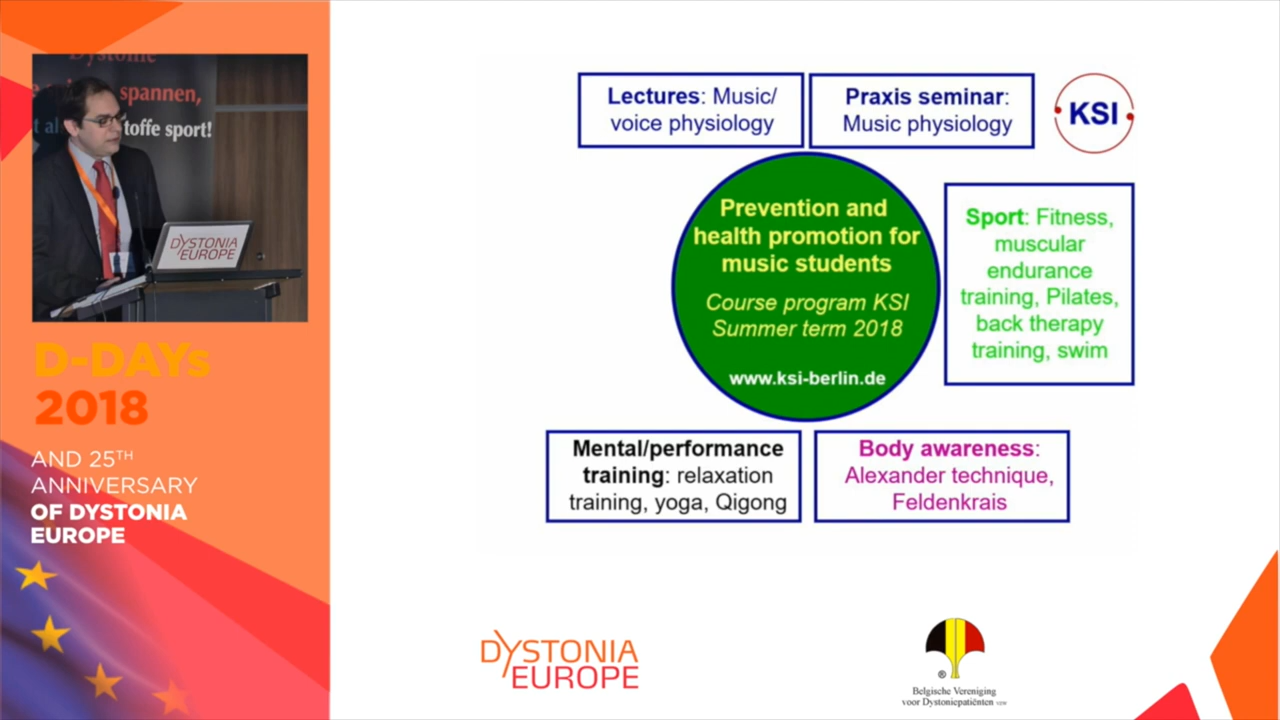 Dystonie
spannen,
toffe sport!
DYSTONIA
EUROPE
D-DAYs
2018
AND 25TH
ANNIVERSARY
OF DYSTONIA
EUROPE
Lectures: Music/
voice physiology
Praxis seminar:
Music physiology
KSI
Prevention and
health promotion for
music students
Course program KSI
Summer term 2018
www.ksi-berlin.de
Sport: Fitness,
muscular
endurance
training, Pilates,
back therapy
training, swim
Mental/performance
training: relaxation
training, yoga, Qigong
Body awareness:
Alexander technique,
Feldenkrais
DYSTONIA
EUROPE
®
Belgische Vereniging
voor Dystoniepatiënten vzw